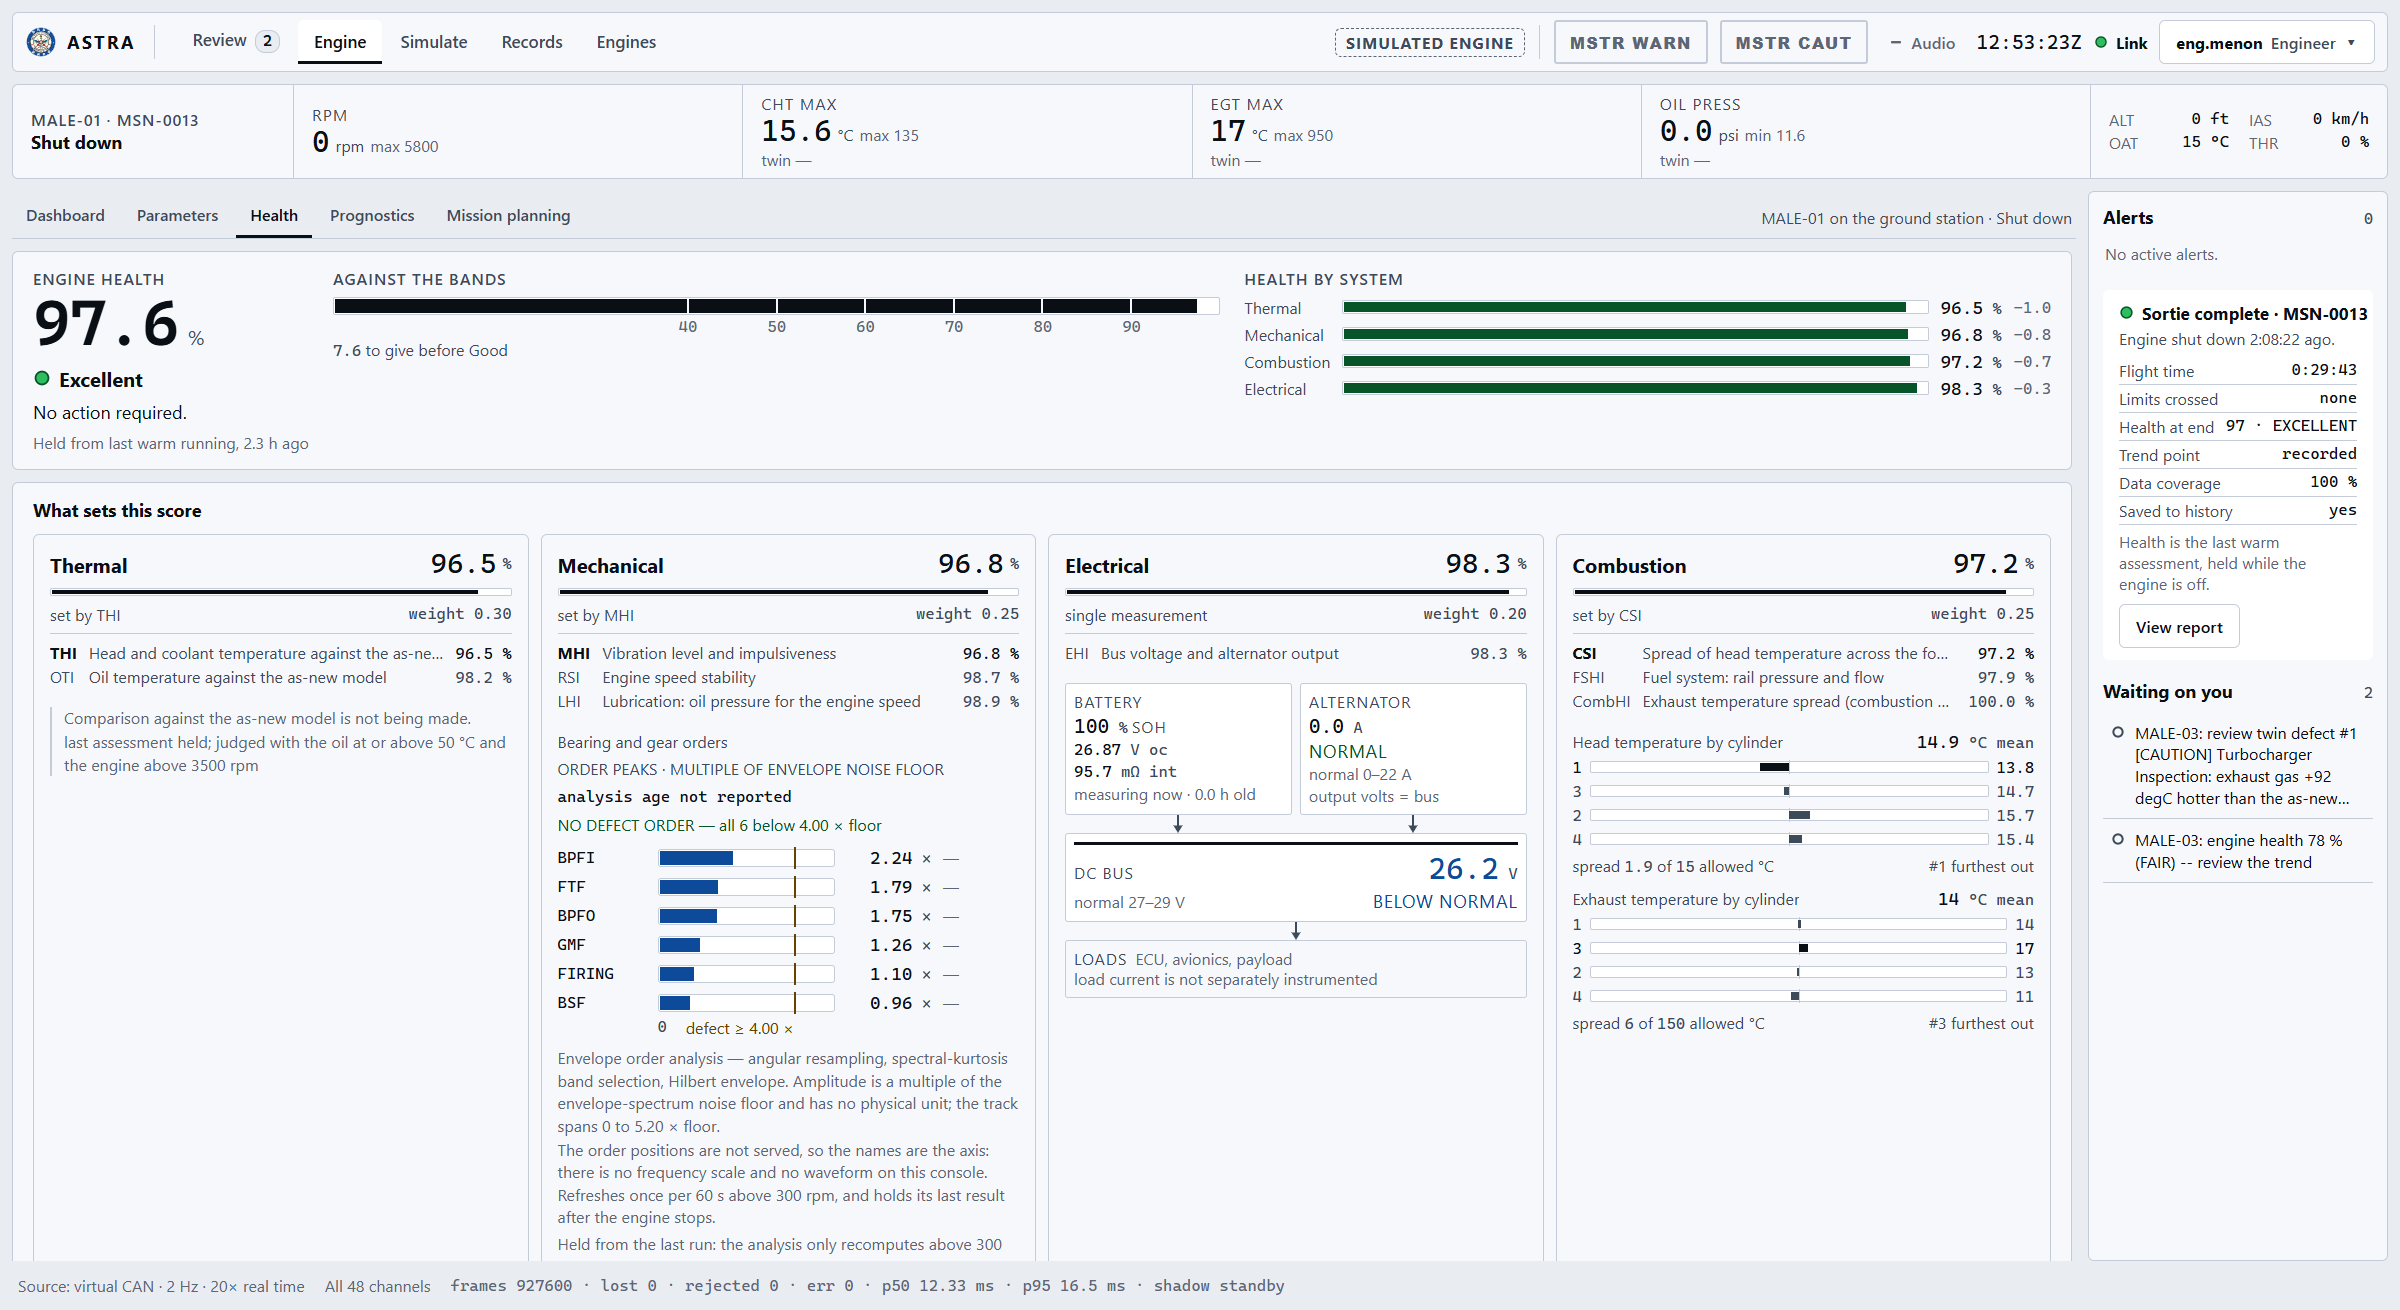 ASTRA
Review 2
Engine
Simulate
Records
Engines
SIMULATED ENGINE
MSTR WARN
MSTR CAUT
– Audio
12:53:23Z
Link
eng.menon Engineer ▾
MALE-01 · MSN-0013
Shut down
RPM
0 rpm max 5800
CHT MAX
15.6 °C max 135
twin —
EGT MAX
17 °C max 950
twin —
OIL PRESS
0.0 psi min 11.6
twin —
ALT 0 ft IAS 0 km/h
OAT 15 °C THR 0 %
Dashboard
Parameters
Health
Prognostics
Mission planning
MALE-01 on the ground station · Shut down
ENGINE HEALTH
97.6 %
Excellent
No action required.
Held from last warm running, 2.3 h ago
AGAINST THE BANDS
40 50 60 70 80 90
7.6 to give before Good
HEALTH BY SYSTEM
Thermal 96.5 % −1.0
Mechanical 96.8 % −0.8
Combustion 97.2 % −0.7
Electrical 98.3 % −0.3
What sets this score
Thermal 96.5 %
set by THI weight 0.30
THI Head and coolant temperature against the as-ne... 96.5 %
OTI Oil temperature against the as-new model 98.2 %
Comparison against the as-new model is not being made.
last assessment held; judged with the oil at or above 50 °C and
the engine above 3500 rpm
Mechanical 96.8 %
set by MHI weight 0.25
MHI Vibration level and impulsiveness 96.8 %
RSI Engine speed stability 98.7 %
LHI Lubrication: oil pressure for the engine speed 98.9 %
Bearing and gear orders
ORDER PEAKS · MULTIPLE OF ENVELOPE NOISE FLOOR
analysis age not reported
NO DEFECT ORDER — all 6 below 4.00 × floor
BPFI 2.24 × —
FTF 1.79 × —
BPFO 1.75 × —
GMF 1.26 × —
FIRING 1.10 × —
BSF 0.96 × —
0 defect ≥ 4.00 ×
Envelope order analysis — angular resampling, spectral-kurtosis
band selection, Hilbert envelope. Amplitude is a multiple of the
envelope-spectrum noise floor and has no physical unit; the track
spans 0 to 5.20 × floor.
The order positions are not served, so the names are the axis:
there is no frequency scale and no waveform on this console.
Refreshes once per 60 s above 300 rpm, and holds its last result
after the engine stops.
Held from the last run: the analysis only recomputes above 300
Electrical 98.3 %
single measurement weight 0.20
EHI Bus voltage and alternator output 98.3 %
BATTERY
100 % SOH
26.87 V oc
95.7 mΩ int
measuring now · 0.0 h old
ALTERNATOR
0.0 A
NORMAL
normal 0–22 A
output volts = bus
DC BUS 26.2 V
normal 27–29 V BELOW NORMAL
LOADS ECU, avionics, payload
load current is not separately instrumented
Combustion 97.2 %
set by CSI weight 0.25
CSI Spread of head temperature across the fo... 97.2 %
FSHI Fuel system: rail pressure and flow 97.9 %
CombHI Exhaust temperature spread (combustion ... 100.0 %
Head temperature by cylinder 14.9 °C mean
1 13.8
3 14.7
2 15.7
4 15.4
spread 1.9 of 15 allowed °C #1 furthest out
Exhaust temperature by cylinder 14 °C mean
1 14
3 17
2 13
4 11
spread 6 of 150 allowed °C #3 furthest out
Alerts 0
No active alerts.
Sortie complete · MSN-0013
Engine shut down 2:08:22 ago.
Flight time 0:29:43
Limits crossed none
Health at end 97 · EXCELLENT
Trend point recorded
Data coverage 100 %
Saved to history yes
Health is the last warm
assessment, held while the
engine is off.
View report
Waiting on you 2
MALE-03: review twin defect #1
[CAUTION] Turbocharger
Inspection: exhaust gas +92
degC hotter than the as-new...
MALE-03: engine health 78 %
(FAIR) -- review the trend
Source: virtual CAN · 2 Hz · 20× real time All 48 channels frames 927600 · lost 0 · rejected 0 · err 0 · p50 12.33 ms · p95 16.5 ms · shadow standby